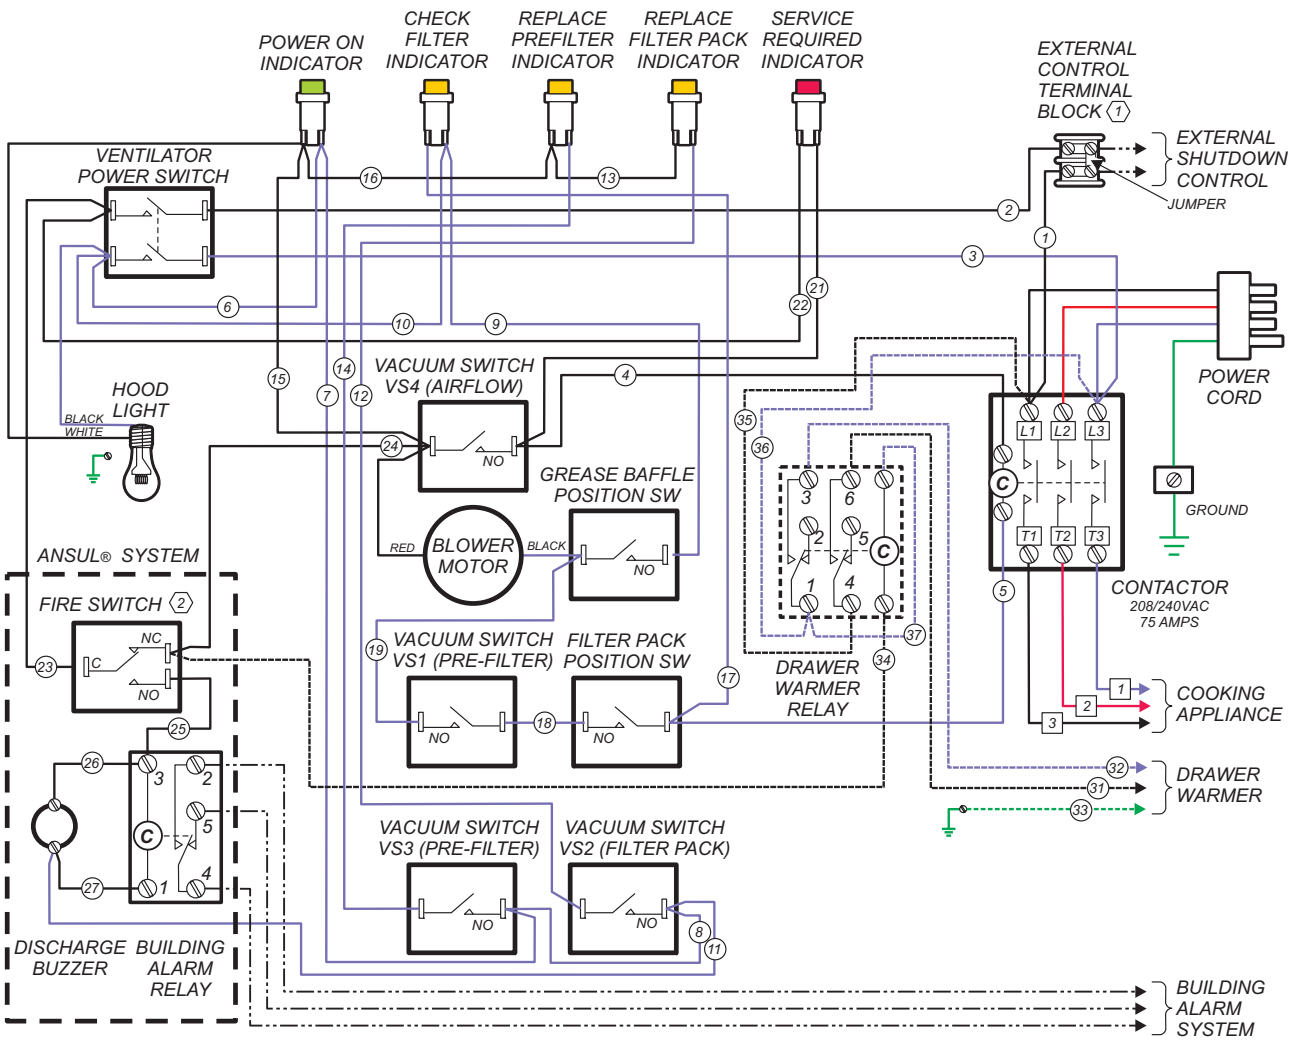 POWER ON
INDICATOR
CHECK
FILTER
INDICATOR
REPLACE
PREFILTER
INDICATOR
REPLACE
FILTER PACK
INDICATOR
SERVICE
REQUIRED
INDICATOR
EXTERNAL
CONTROL
TERMINAL
BLOCK 1
EXTERNAL
SHUTDOWN
CONTROL
JUMPER
VENTILATOR
POWER SWITCH
16
13
2
1
3
6
10
9
21
22
15
7
14
12
4
VACUUM SWITCH
VS4 (AIRFLOW)
NO
HOOD
LIGHT
BLACK
WHITE
24
35
36
POWER
CORD
L1
L2
L3
C
T1
T2
T3
GROUND
CONTACTOR
208/240VAC
75 AMPS
GREASE BAFFLE
POSITION SW
NO
BLOWER
MOTOR
RED
BLACK
3
6
2
5
C
1
4
37
34
5
DRAWER
WARMER
RELAY
ANSUL® SYSTEM
FIRE SWITCH 2
NC
C
NO
23
25
VACUUM SWITCH
VS1 (PRE-FILTER)
NO
19
18
FILTER PACK
POSITION SW
NO
17
1
2
3
COOKING
APPLIANCE
32
31
33
DRAWER
WARMER
26
27
3
2
5
C
1
4
DISCHARGE
BUZZER
BUILDING
ALARM
RELAY
VACUUM SWITCH
VS3 (PRE-FILTER)
NO
VACUUM SWITCH
VS2 (FILTER PACK)
NO
8
11
BUILDING
ALARM
SYSTEM